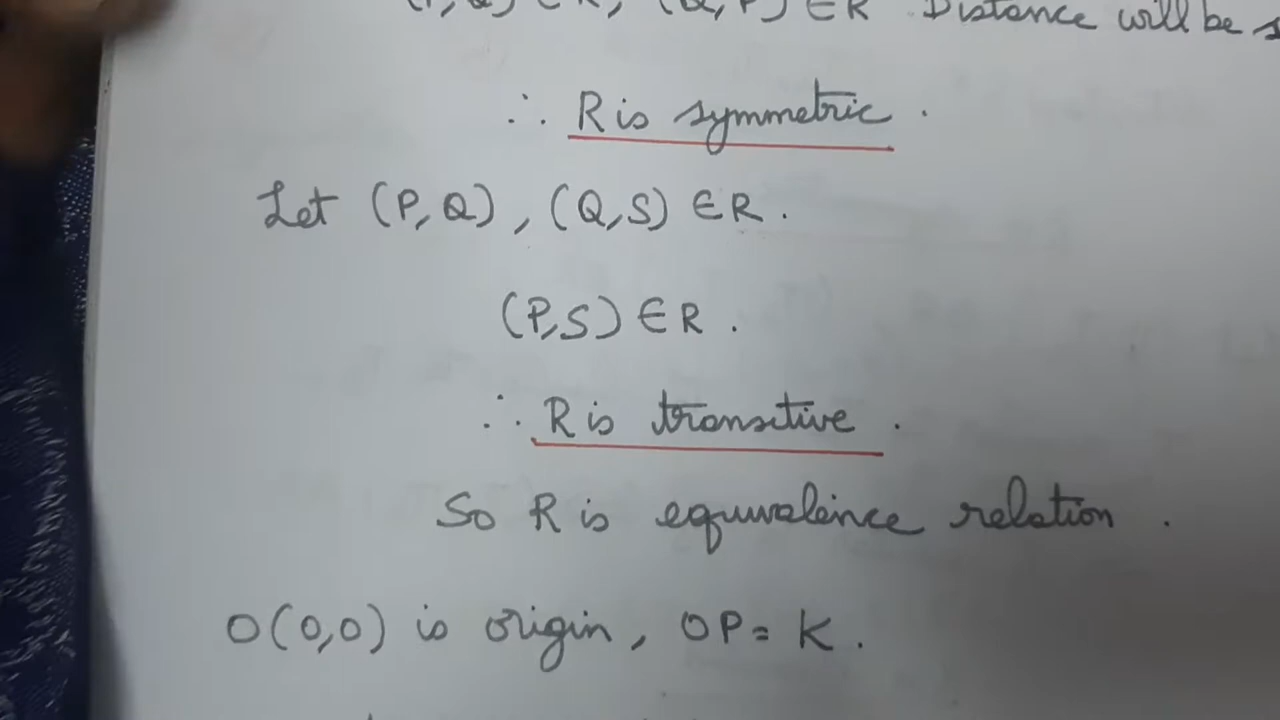 (P,Q) ∈ R, (Q,P) ∈ R Distance will be
∴ R is symmetric .
Let (P,Q) , (Q,S) ∈ R .
(P,S) ∈ R .
∴ R is transitive .
So R is equivalence relation .
O(0,0) is origin, OP = K .